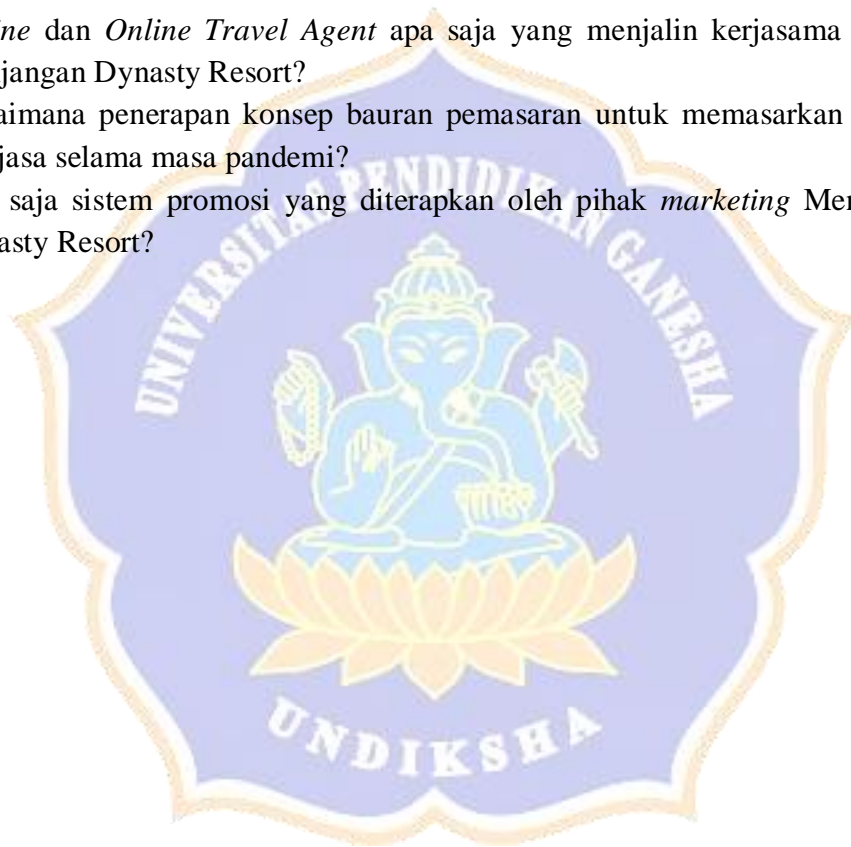 ine dan Online Travel Agent apa saja yang menjalin kerjasama
jangan Dynasty Resort?
aimana penerapan konsep bauran pemasaran untuk memasarkan
jasa selama masa pandemi?
saja sistem promosi yang diterapkan oleh pihak marketing Men
asty Resort?
UNIVERSITAS PENDIDIKAN GANESHA
UNDIKSHA